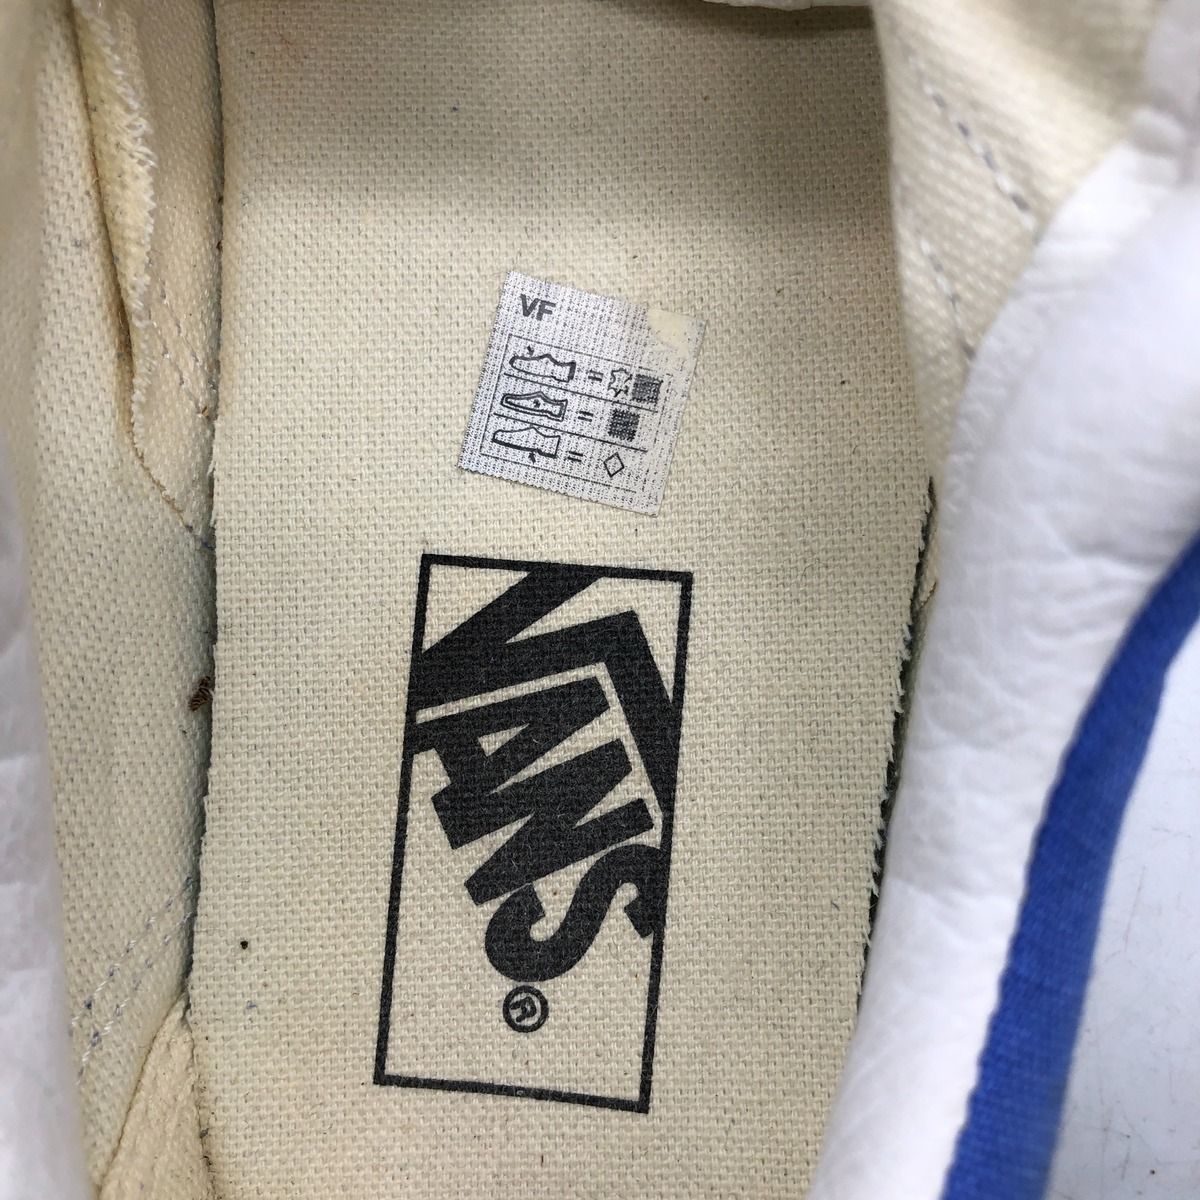 VF
= 
=
=
VANS
®